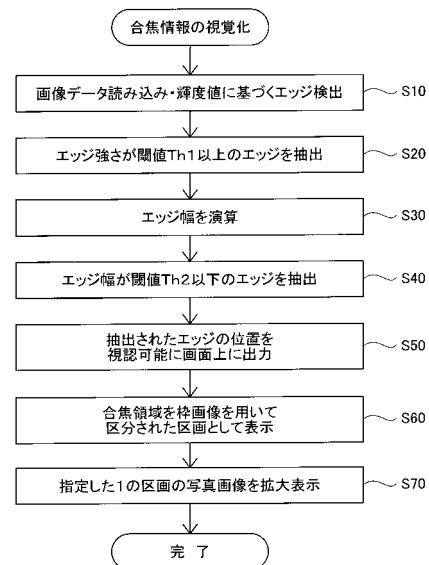 合焦情報の視覚化
画像データ読み込み・輝度値に基づくエッジ検出
S10
エッジ強さが閾値Th1以上のエッジを抽出
S20
エッジ幅を演算
S30
エッジ幅が閾値Th2以下のエッジを抽出
S40
抽出されたエッジの位置を
視認可能に画面上に出力
S50
合焦領域を枠画像を用いて
区分された区画として表示
S60
指定した1の区画の写真画像を拡大表示
S70
完 了